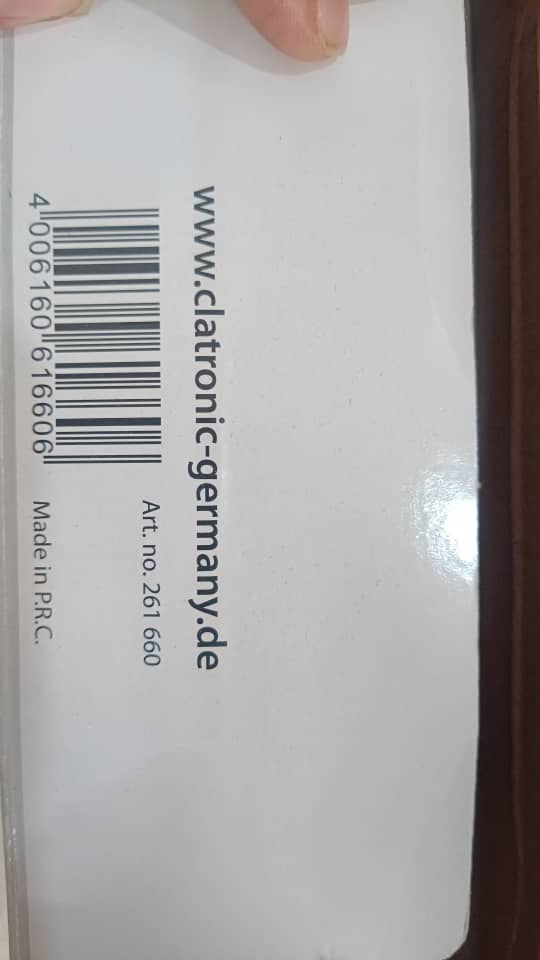 www.clatronic-germany.de
Art. no. 261 660
4 006160 616606
Made in P.R.C.